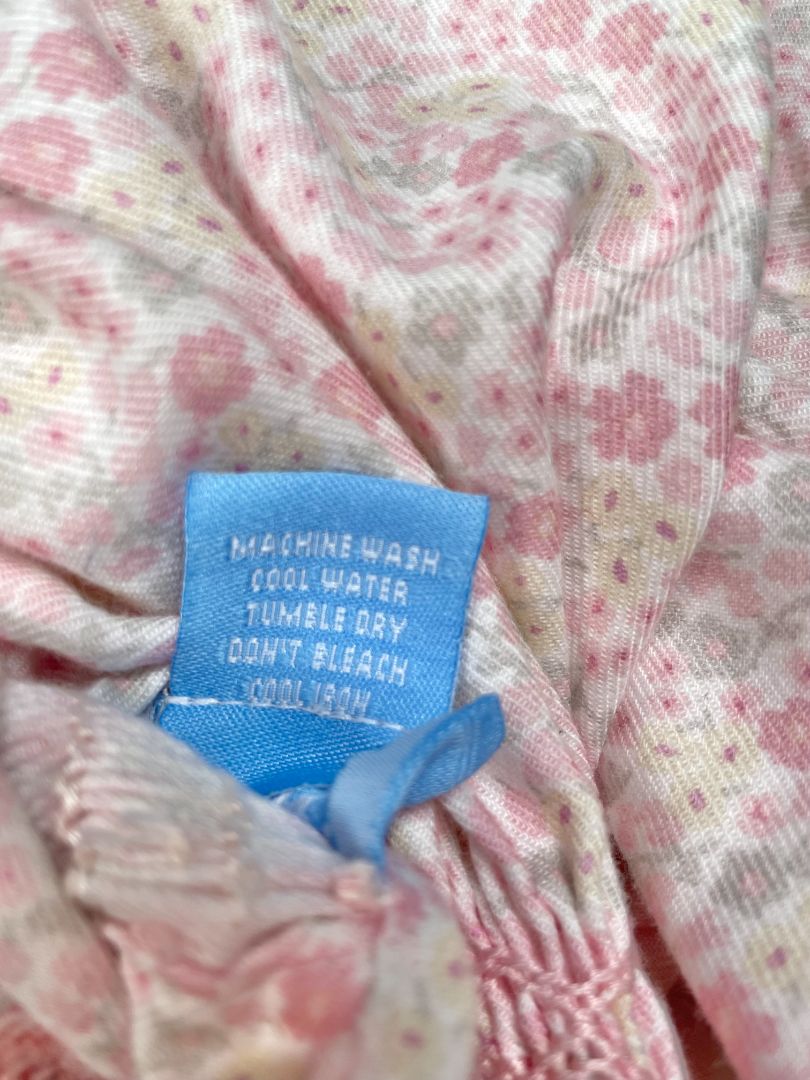 MACHINE WASH
COOL WATER
TUMBLE DRY
DON'T BLEACH
COOL IRON